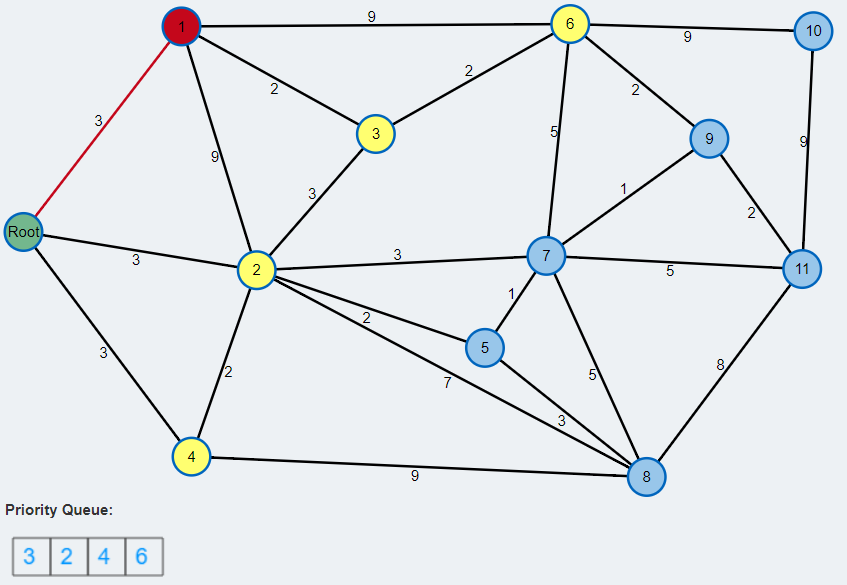 1 9 6 9 10
2 2 2
3 3 9 5 9 9
3 1 2
Root 3 2 3 7 5 11
3 2 2 1 5 8
7 5 3
4 9 8
Priority Queue:
3 2 4 6